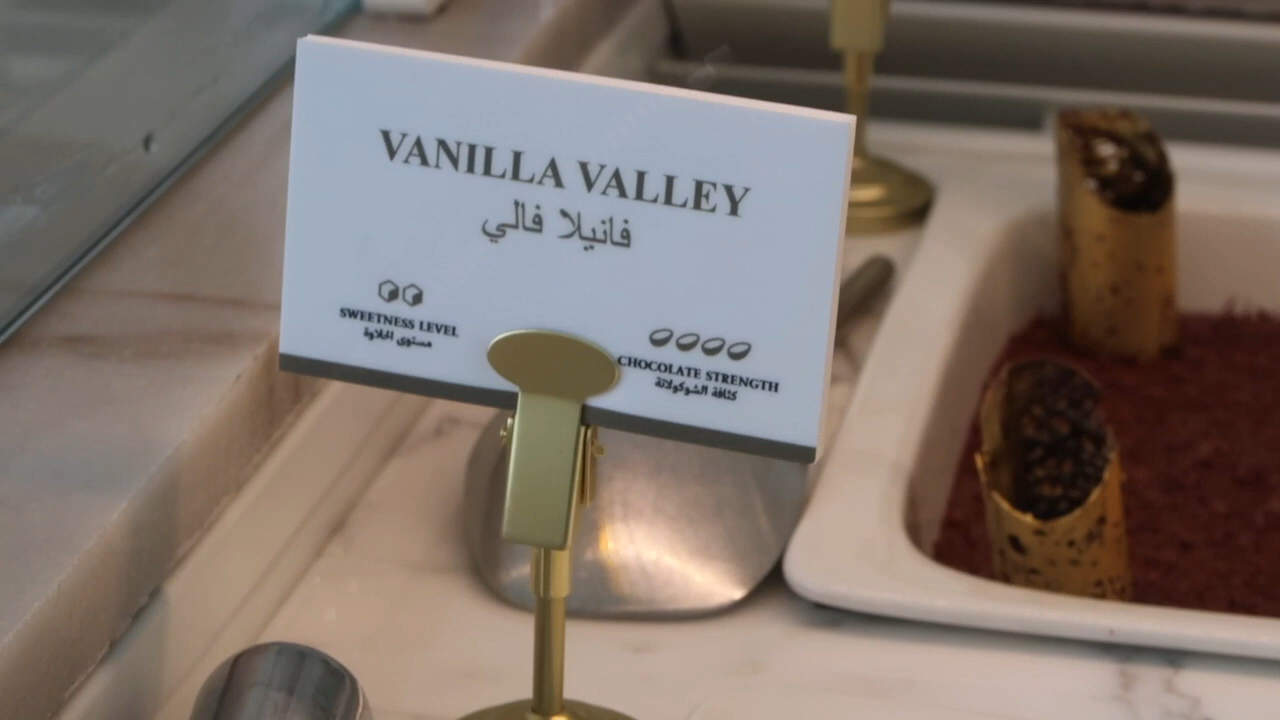 VANILLA VALLEY
فانيلا فالي
SWEETNESS LEVEL
مستوى الحلاوة
CHOCOLATE STRENGTH
كثافة الشوكولاتة